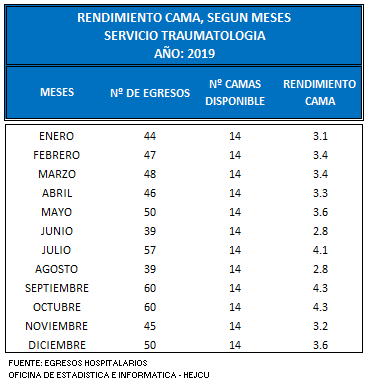 RENDIMIENTO CAMA, SEGUN MESES
SERVICIO TRAUMATOLOGIA
AÑO: 2019
MESES Nº DE EGRESOS Nº CAMAS DISPONIBLE RENDIMIENTO CAMA
ENERO 44 14 3.1
FEBRERO 47 14 3.4
MARZO 48 14 3.4
ABRIL 46 14 3.3
MAYO 50 14 3.6
JUNIO 39 14 2.8
JULIO 57 14 4.1
AGOSTO 39 14 2.8
SEPTIEMBRE 60 14 4.3
OCTUBRE 60 14 4.3
NOVIEMBRE 45 14 3.2
DICIEMBRE 50 14 3.6
FUENTE: EGRESOS HOSPITALARIOS
OFICINA DE ESTADISTICA E INFORMATICA - HEJCU